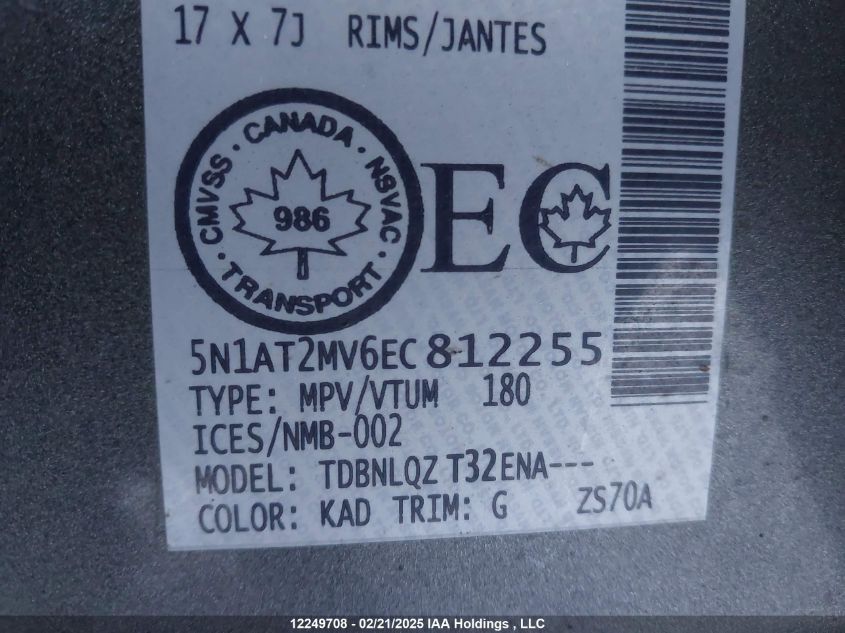 17 X 7J RIMS/JANTES
CMVSS · CANADA · NSVAC · TRANSPORT ·
986
EC
5N1AT2MV6EC812255
TYPE: MPV/VTUM 180
ICES/NMB-002
MODEL: TDBNLQZ T32ENA---
COLOR: KAD TRIM: G ZS70A
12249708 - 02/21/2025 IAA Holdings , LLC